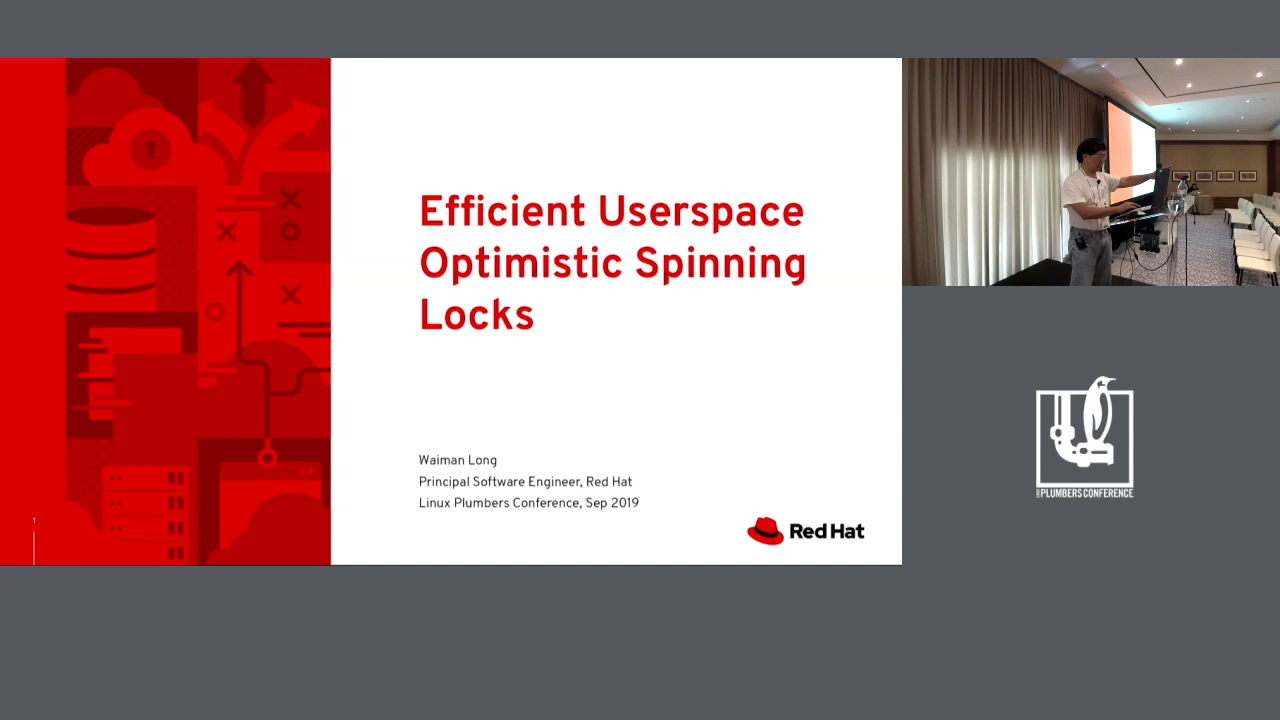 Efficient Userspace
Optimistic Spinning
Locks
Waiman Long
Principal Software Engineer, Red Hat
Linux Plumbers Conference, Sep 2019
Red Hat
1
PLUMBERS CONFERENCE